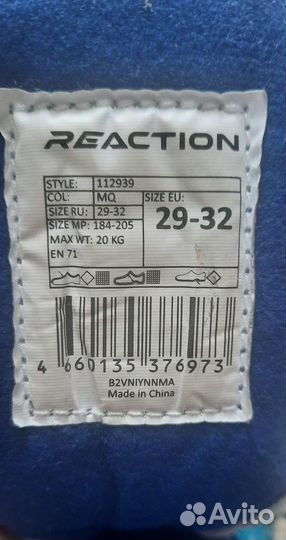 REACTION
STYLE: 112939
COL: MQ
SIZE RU: 29-32
SIZE MP: 184-205
MAX WT: 20 KG
EN 71
SIZE EU:
29-32
4 660135 376973
B2VNIYNNMA
Made in China
Avito